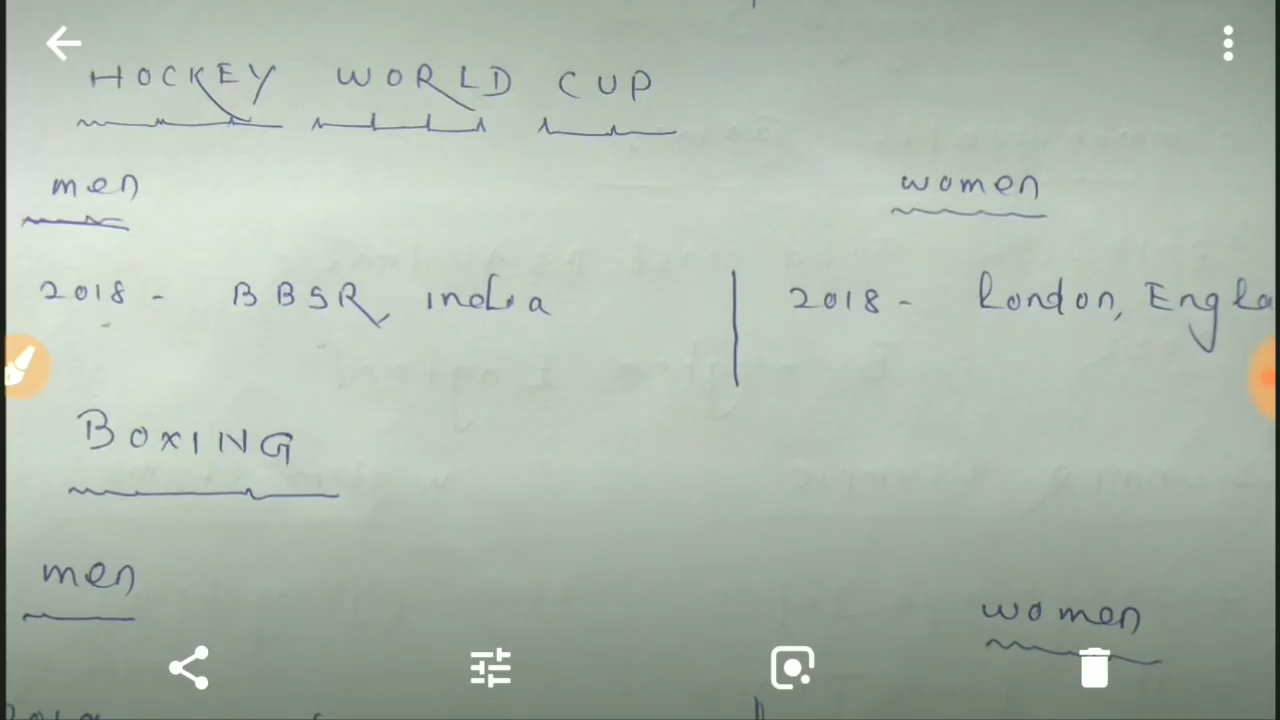 HOCKEY WORLD CUP
men women
2018 - BBSR, india 2018 - London, Engla
BOXING
men
women